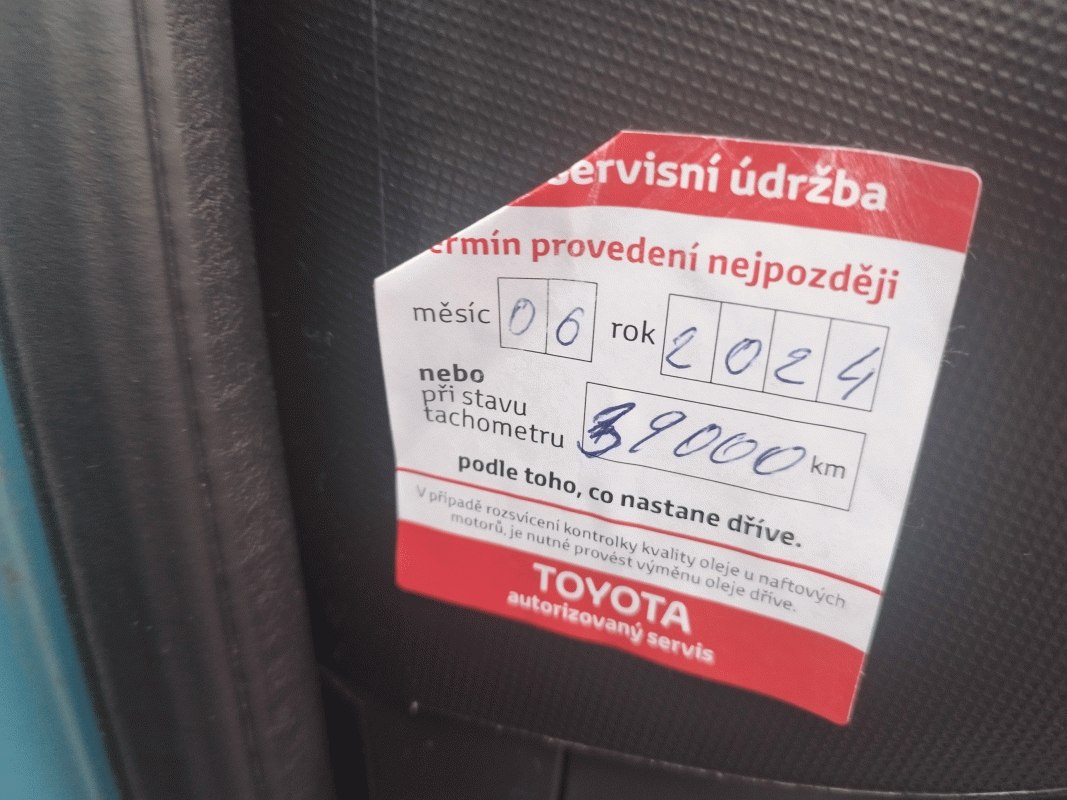 servisní údržba
ermín provedení nejpozději
měsíc 06 rok 2024
nebo
při stavu
tachometru 39000 km
podle toho, co nastane dříve.
V případě rozsvícení kontrolky kvality oleje u naftových
motorů, je nutné provést výměnu oleje dříve.
TOYOTA
autorizovaný servis